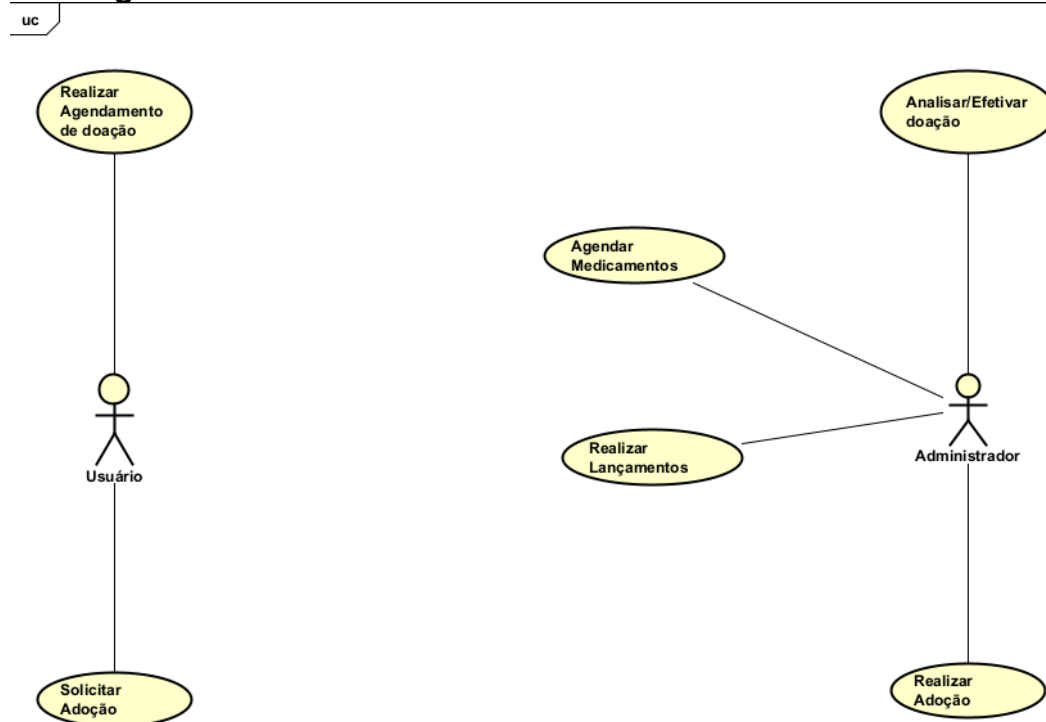 uc
Realizar
Agendamento
de doação
Analisar/Efetivar
doação
Agendar
Medicamentos
Realizar
Lançamentos
Usuário
Administrador
Solicitar
Adoção
Realizar
Adoção